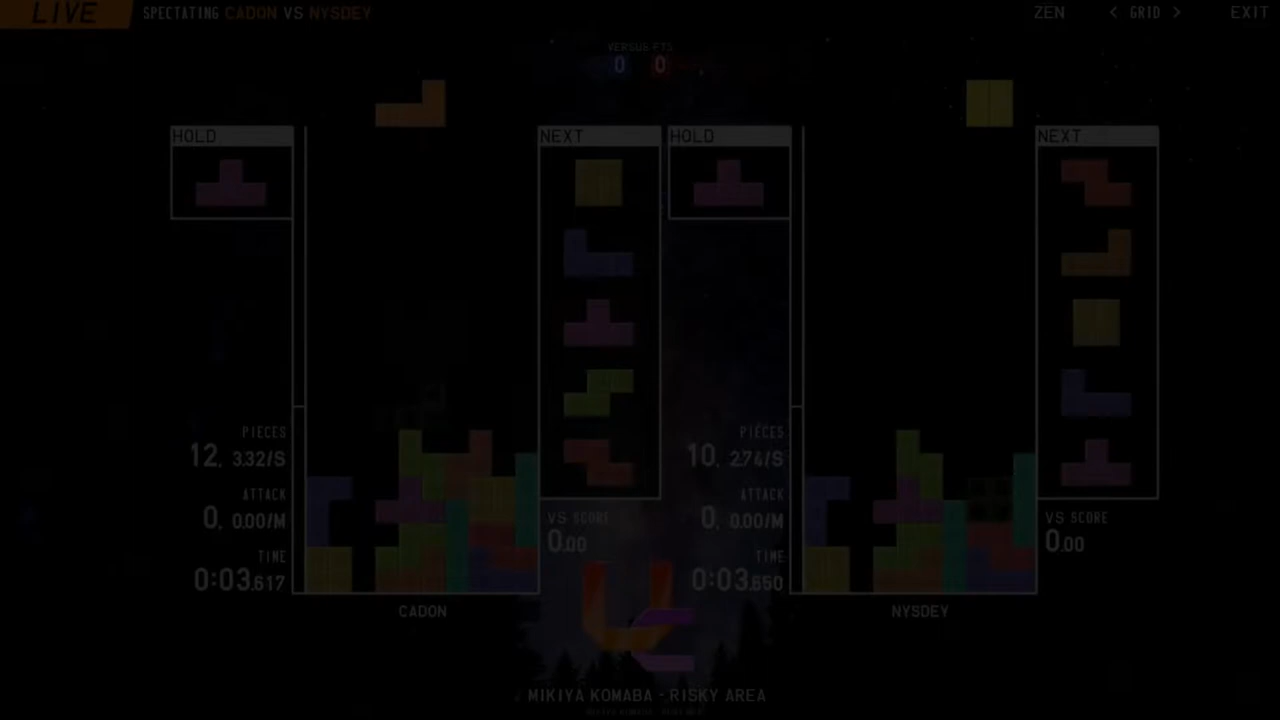 LIVE
SPECTATING CADON VS NYSDEY
ZEN
< GRID >
EXIT
VERSUS PTS
0 0
HOLD
NEXT
PIECES
12, 3.32/S
ATTACK
0, 0.00/M
TIME
0:03.617
VS SCORE
0.00
CADON
HOLD
NEXT
PIECES
10, 2.74/S
ATTACK
0, 0.00/M
TIME
0:03.650
VS SCORE
0.00
NYSDEY
MIKIYA KOMABA - RISKY AREA